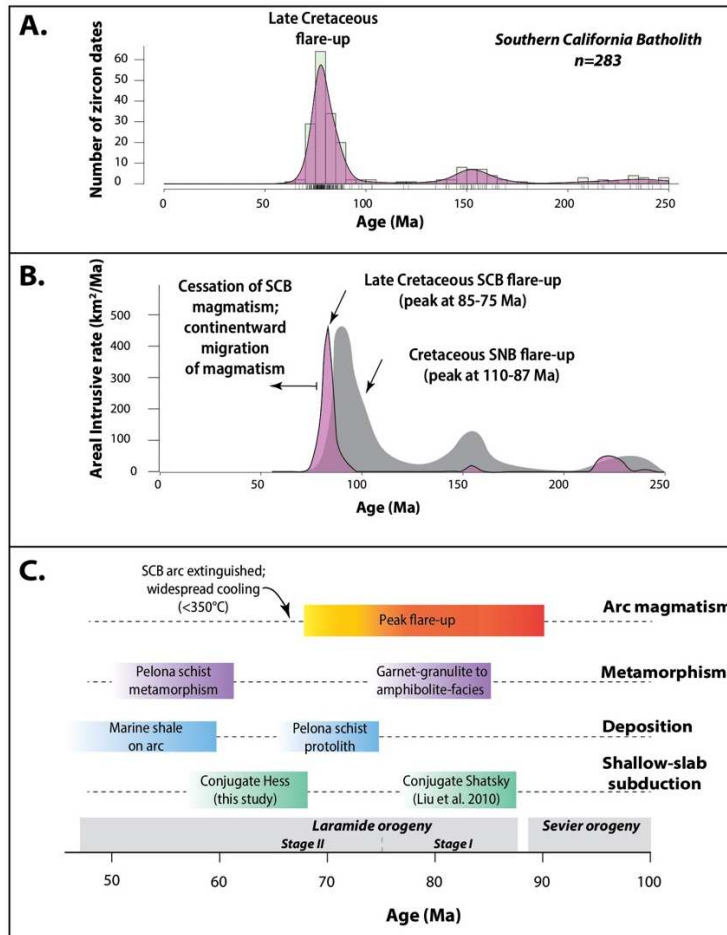 A.
Late Cretaceous
flare-up
Southern California Batholith
n=283
Number of zircon dates
60
50
40
30
20
10
0
0 50 100 150 200 250
Age (Ma)
B.
Cessation of SCB
magmatism;
continentward
migration
of magmatism
Late Cretaceous SCB flare-up
(peak at 85-75 Ma)
Cretaceous SNB flare-up
(peak at 110-87 Ma)
Areal Intrusive rate (km²/Ma)
500
400
300
200
100
0
0 50 100 150 200 250
Age (Ma)
C.
SCB arc extinguished;
widespread cooling
(<350°C)
Peak flare-up
Arc magmatism
Pelona schist
metamorphism
Garnet-granulite to
amphibolite-facies
Metamorphism
Marine shale
on arc
Pelona schist
protolith
Deposition
Conjugate Hess
(this study)
Conjugate Shatsky
(Liu et al. 2010)
Shallow-slab
subduction
Laramide orogeny
Stage II
Stage I
Sevier orogeny
50 60 70 80 90 100
Age (Ma)